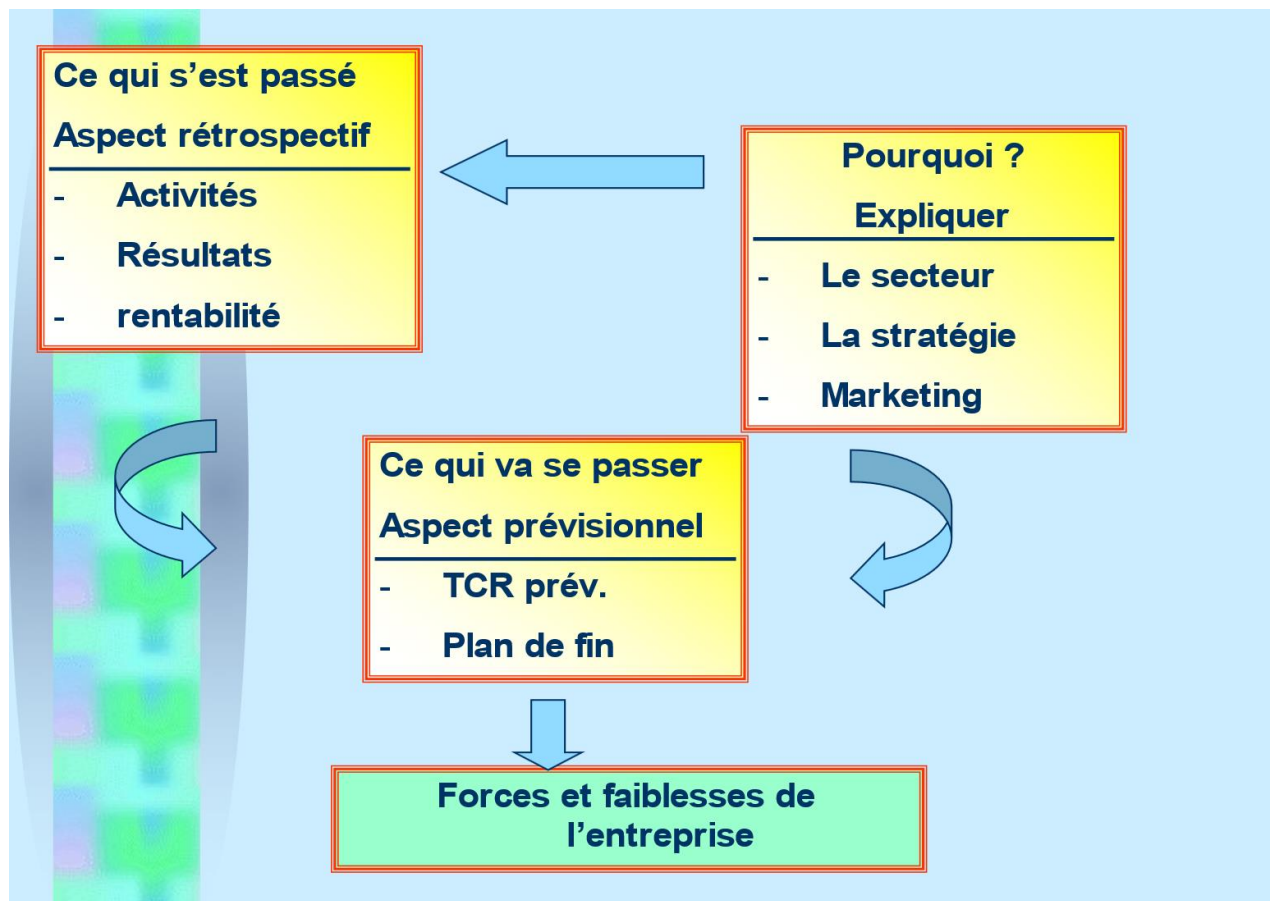 Ce qui s’est passé
Aspect rétrospectif
- Activités
- Résultats
- rentabilité
Pourquoi ?
Expliquer
- Le secteur
- La stratégie
- Marketing
Ce qui va se passer
Aspect prévisionnel
- TCR prév.
- Plan de fin
Forces et faiblesses de
l’entreprise